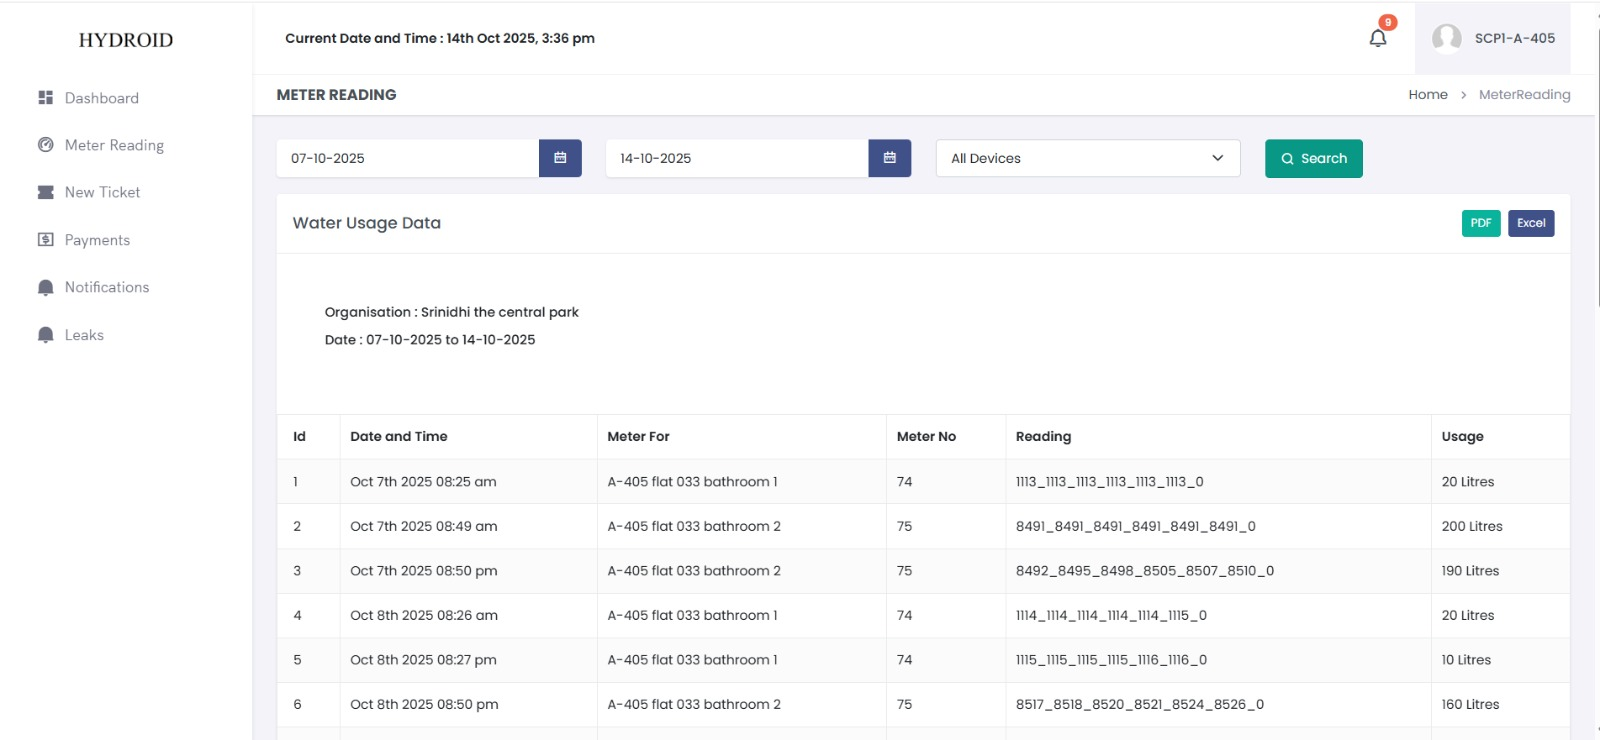 HYDROID
Current Date and Time : 14th Oct 2025, 3:36 pm
9
SCP1-A-405
Dashboard
Meter Reading
New Ticket
Payments
Notifications
Leaks
METER READING
Home > MeterReading
07-10-2025
14-10-2025
All Devices
Search
Water Usage Data
PDF Excel
Organisation : Srinidhi the central park
Date : 07-10-2025 to 14-10-2025
Id Date and Time Meter For Meter No Reading Usage
1 Oct 7th 2025 08:25 am A-405 flat 033 bathroom 1 74 1113_1113_1113_1113_1113_1113_0 20 Litres
2 Oct 7th 2025 08:49 am A-405 flat 033 bathroom 2 75 8491_8491_8491_8491_8491_8491_0 200 Litres
3 Oct 7th 2025 08:50 pm A-405 flat 033 bathroom 2 75 8492_8495_8498_8505_8507_8510_0 190 Litres
4 Oct 8th 2025 08:26 am A-405 flat 033 bathroom 1 74 1114_1114_1114_1114_1114_1115_0 20 Litres
5 Oct 8th 2025 08:27 pm A-405 flat 033 bathroom 1 74 1115_1115_1115_1115_1116_1116_0 10 Litres
6 Oct 8th 2025 08:50 pm A-405 flat 033 bathroom 2 75 8517_8518_8520_8521_8524_8526_0 160 Litres